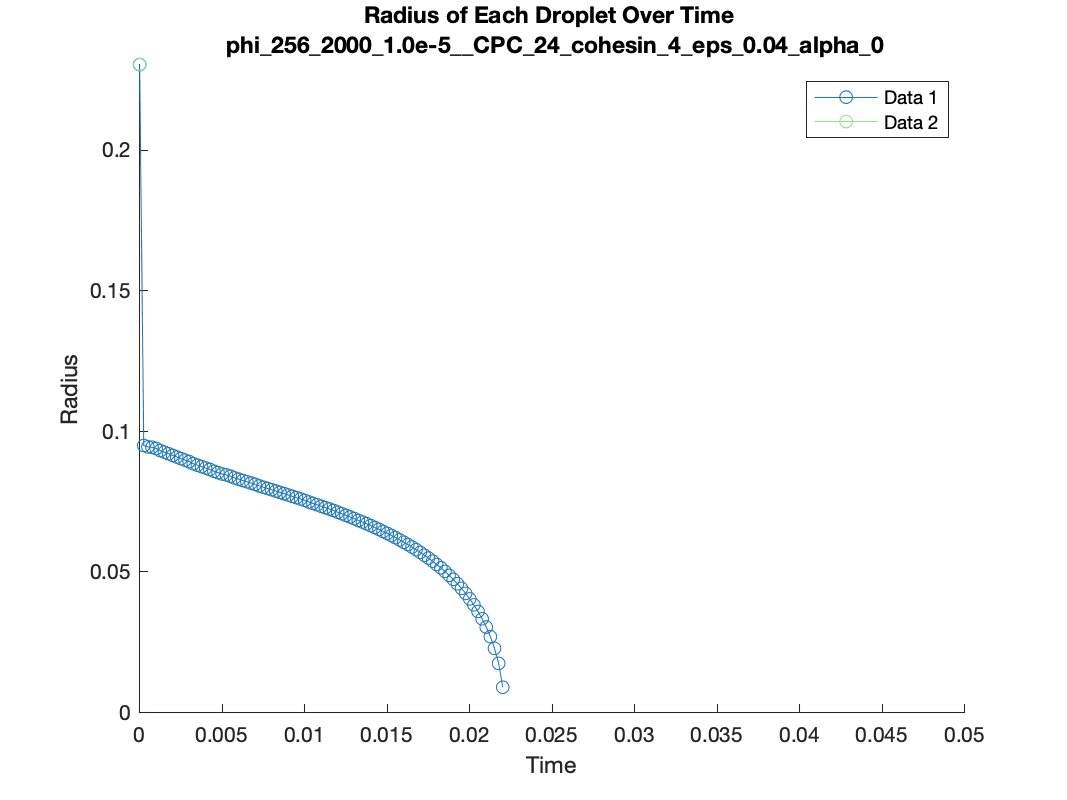 Radius of Each Droplet Over Time
phi_256_2000_1.0e-5__CPC_24_cohesin_4_eps_0.04_alpha_0
Data 1
Data 2
0.2
0.15
0.1
0.05
0
Radius
0 0.005 0.01 0.015 0.02 0.025 0.03 0.035 0.04 0.045 0.05
Time